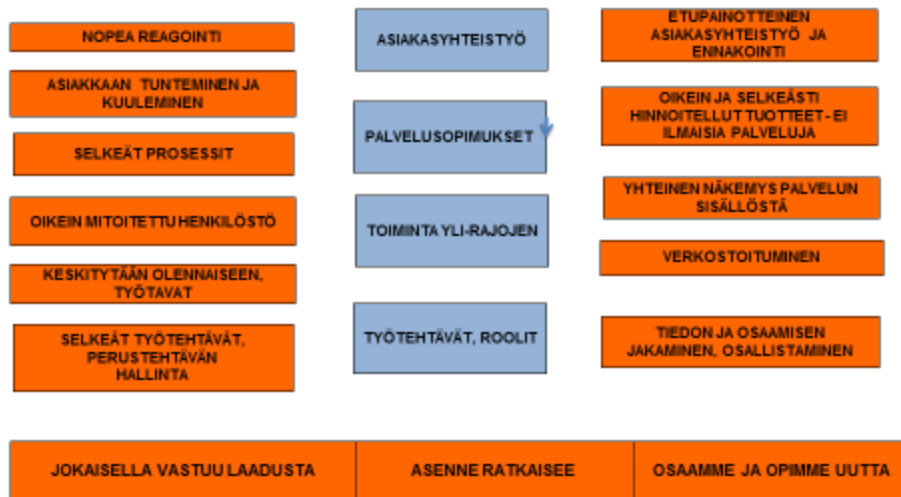 NOPEA REAGOINTI
ASIAKKAAN TUNTEMINEN JA
KUULEMINEN
SELKEÄT PROSESSIT
OIKEIN MITOITETTU HENKILÖSTÖ
KESKITYTÄÄN OLENNAISEEN,
TYÖTAVAT
SELKEÄT TYÖTEHTÄVÄT,
PERUSTEHTÄVÄN
HALLINTA
ASIAKASYHTEISTYÖ
PALVELUSOPIMUKSET
TOIMINTA YLI-RAJOJEN
TYÖTEHTÄVÄT, ROOLIT
ETUPAINOTTEINEN
ASIAKASYHTEISTYÖ JA
ENNAKOINTI
OIKEIN JA SELKEÄSTI
HINNOITELLUT TUOTTEET - EI
ILMAISIA PALVELUJA
YHTEINEN NÄKEMYS PALVELUN
SISÄLLÖSTÄ
VERKOSTOITUMINEN
TIEDON JA OSAAMISEN
JAKAMINEN, OSALLISTAMINEN
JOKAISELLA VASTUU LAADUSTA
ASENNE RATKAISEE
OSAAMME JA OPIMME UUTTA